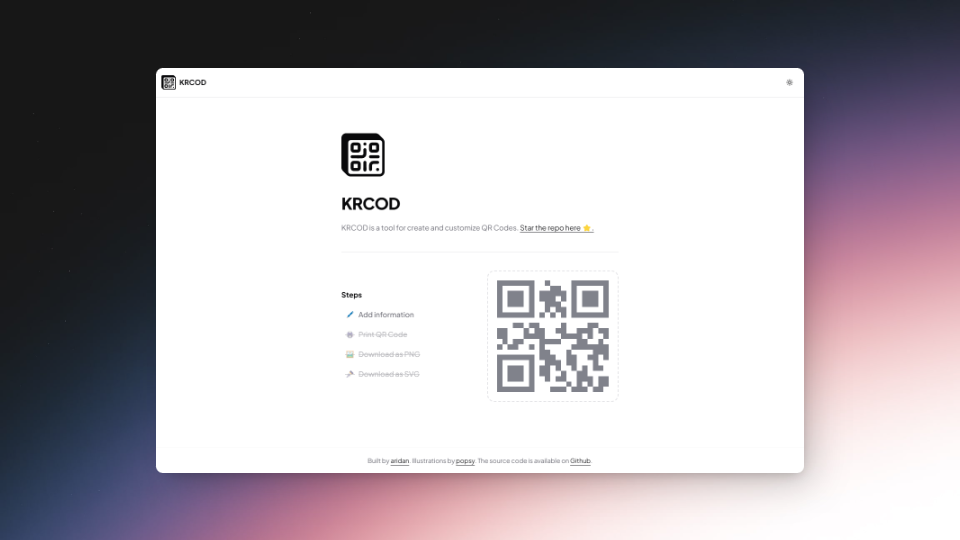 KRCOD
KRCOD
KRCOD is a tool for create and customize QR Codes. Star the repo here ⭐.
Steps
Add information
Print QR Code
Download as PNG
Download as SVG
Built by aridan. Illustrations by popsy. The source code is available on Github.